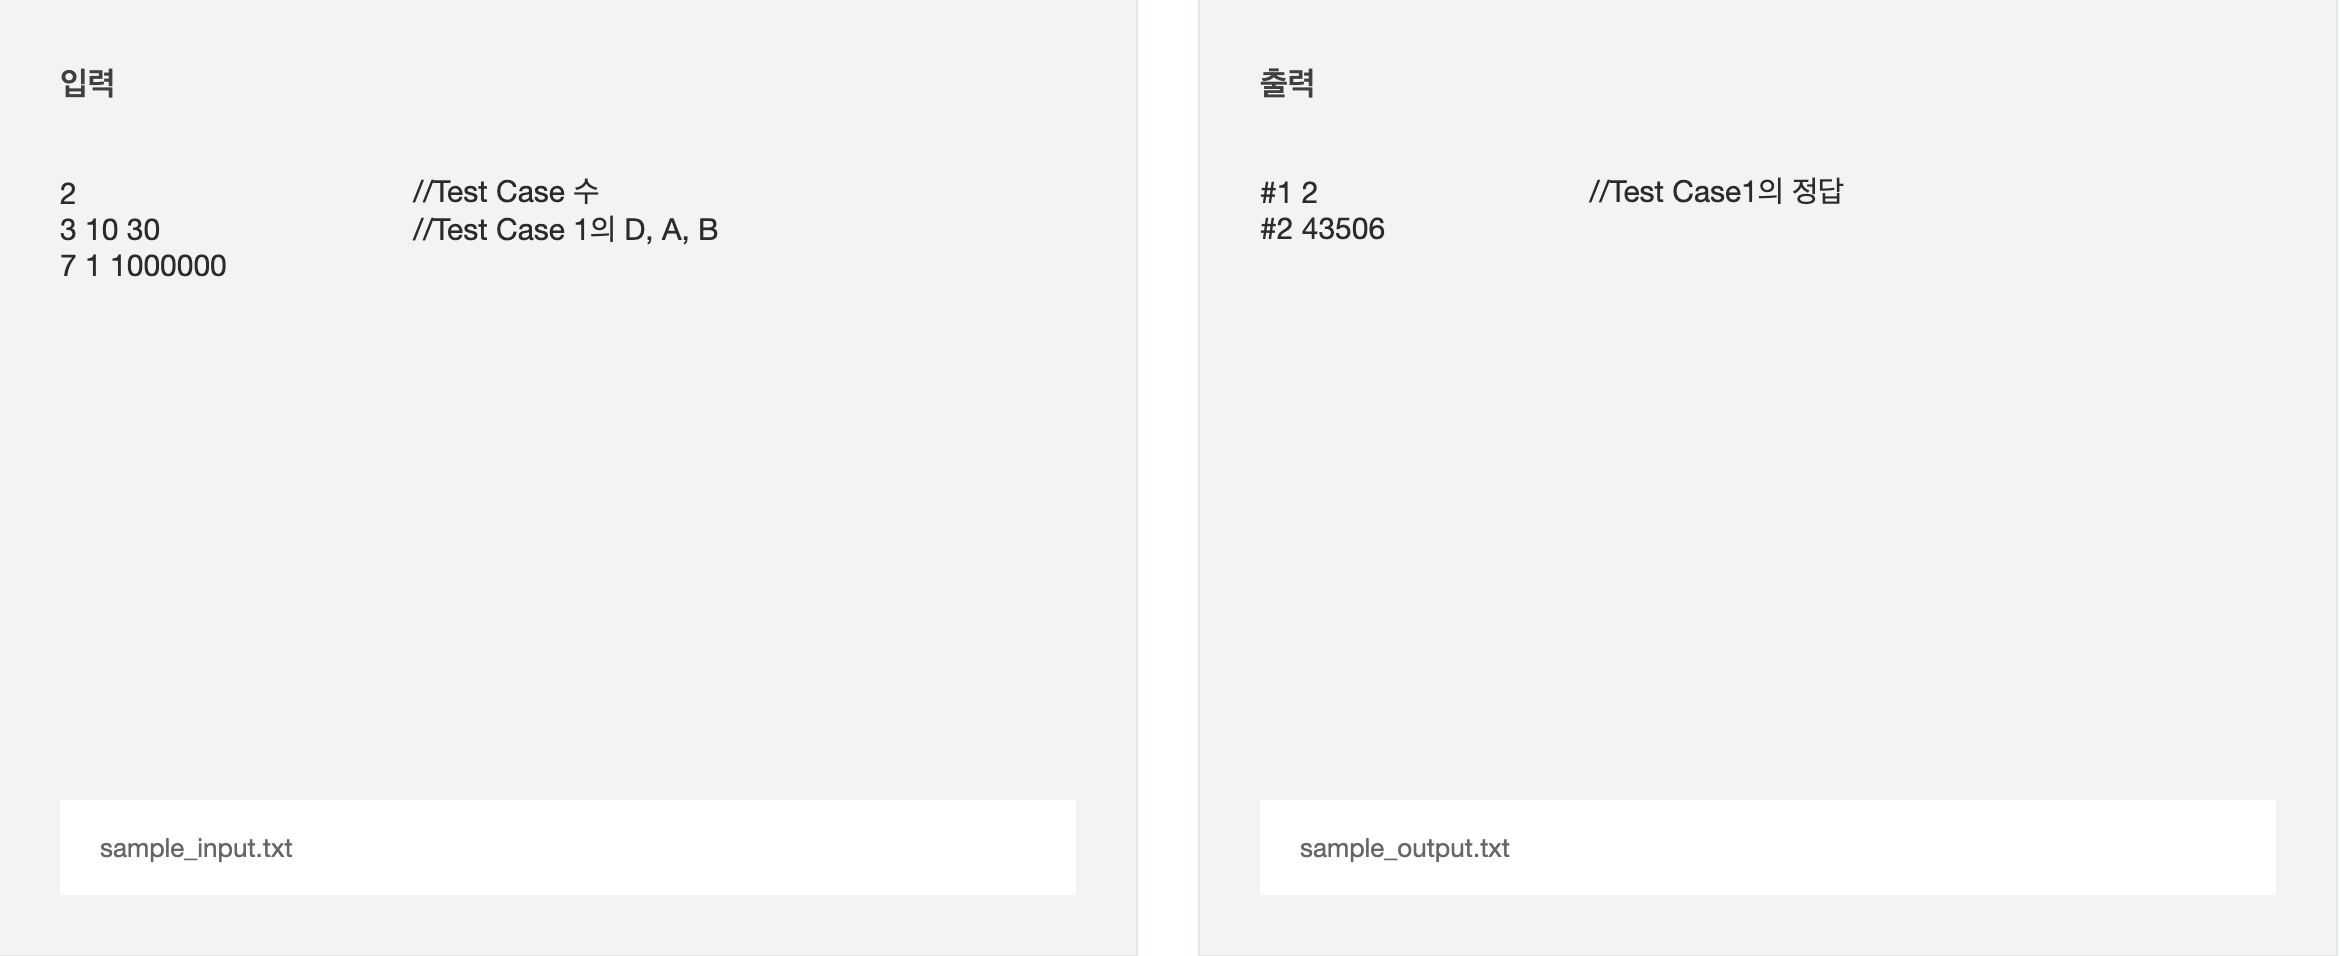 입력
2 //Test Case 수
3 10 30 //Test Case 1의 D, A, B
7 1 1000000
sample_input.txt
출력
#1 2 //Test Case1의 정답
#2 43506
sample_output.txt